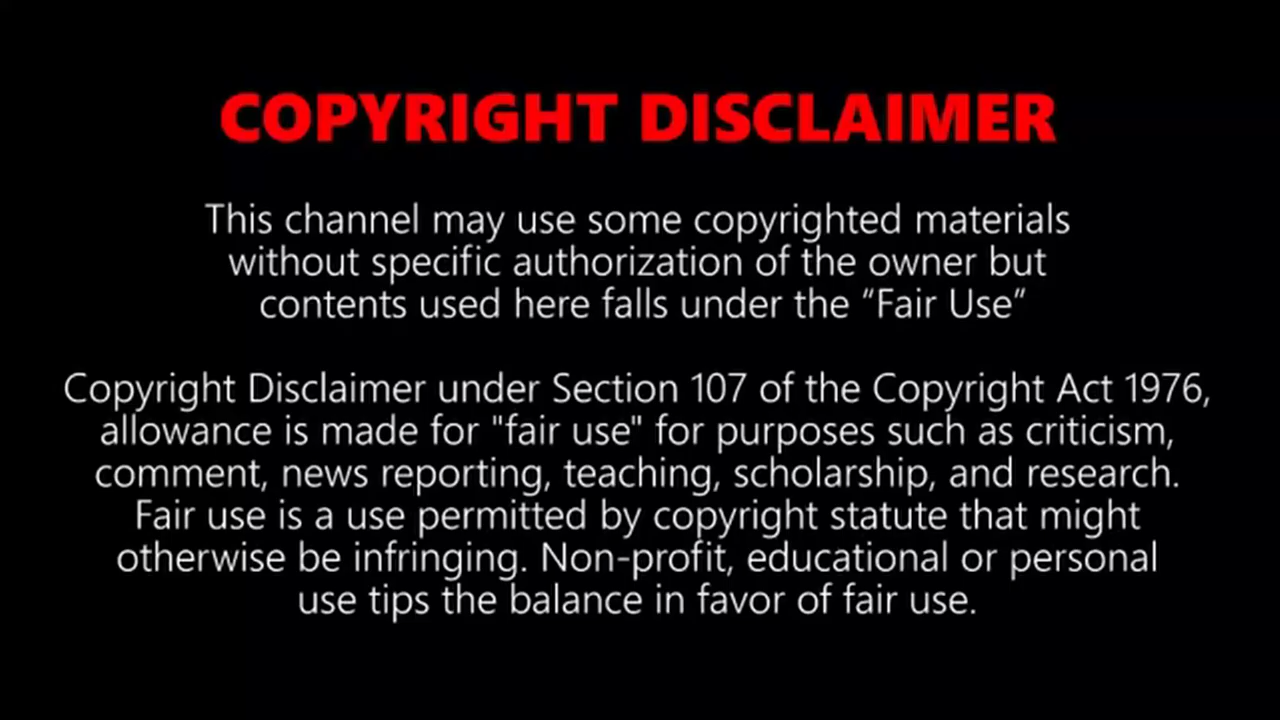 COPYRIGHT DISCLAIMER
This channel may use some copyrighted materials
without specific authorization of the owner but
contents used here falls under the “Fair Use”
Copyright Disclaimer under Section 107 of the Copyright Act 1976,
allowance is made for "fair use" for purposes such as criticism,
comment, news reporting, teaching, scholarship, and research.
Fair use is a use permitted by copyright statute that might
otherwise be infringing. Non-profit, educational or personal
use tips the balance in favor of fair use.